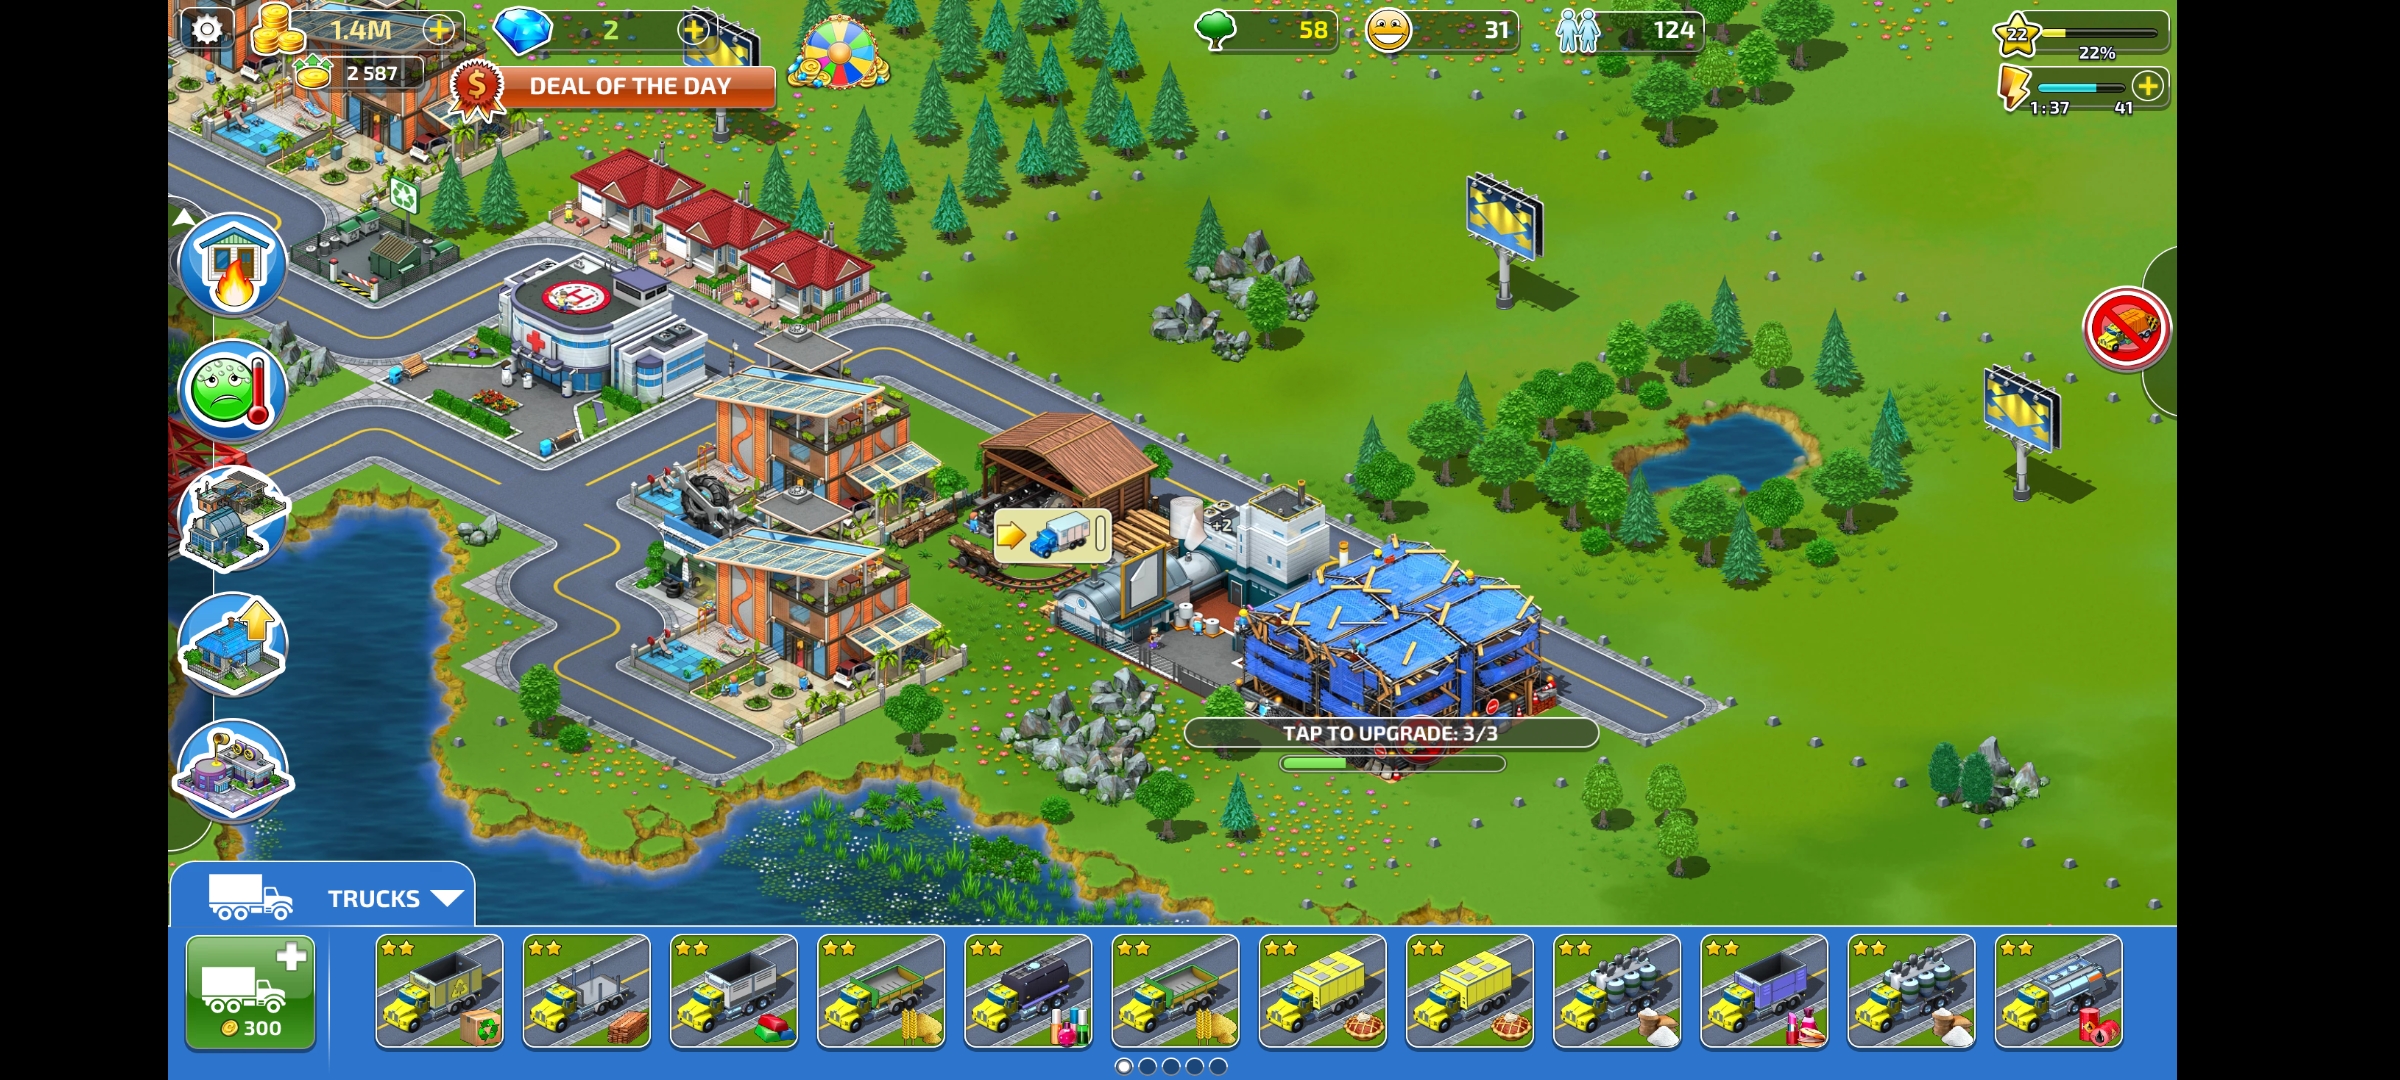 1.4M
2
58
31
124
22
22%
2 587
DEAL OF THE DAY
1:37
41
H
+2
TAP TO UPGRADE: 3/3
TRUCKS
300